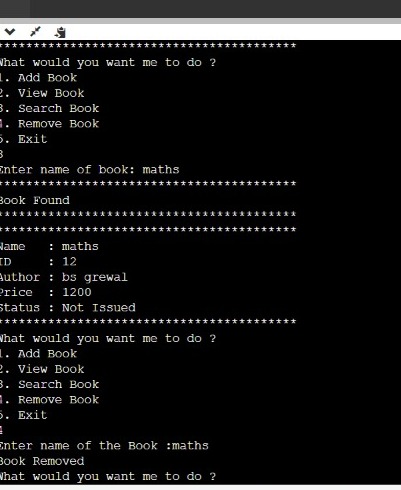 *****************************************
What would you want me to do ?
1. Add Book
2. View Book
3. Search Book
4. Remove Book
5. Exit
3
Enter name of book: maths
*****************************************
Book Found
*****************************************
*****************************************
Name   : maths
ID     : 12
Author : bs grewal
Price  : 1200
Status : Not Issued
*****************************************
What would you want me to do ?
1. Add Book
2. View Book
3. Search Book
4. Remove Book
5. Exit
4
Enter name of the Book :maths
Book Removed
What would you want me to do ?